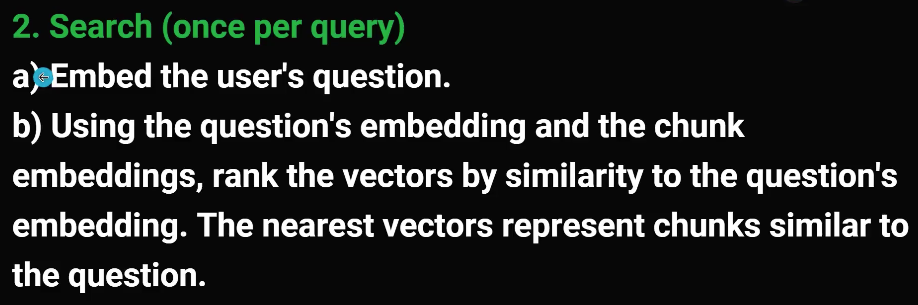 2. Search (once per query)
a) Embed the user's question.
b) Using the question's embedding and the chunk
embeddings, rank the vectors by similarity to the question's
embedding. The nearest vectors represent chunks similar to
the question.